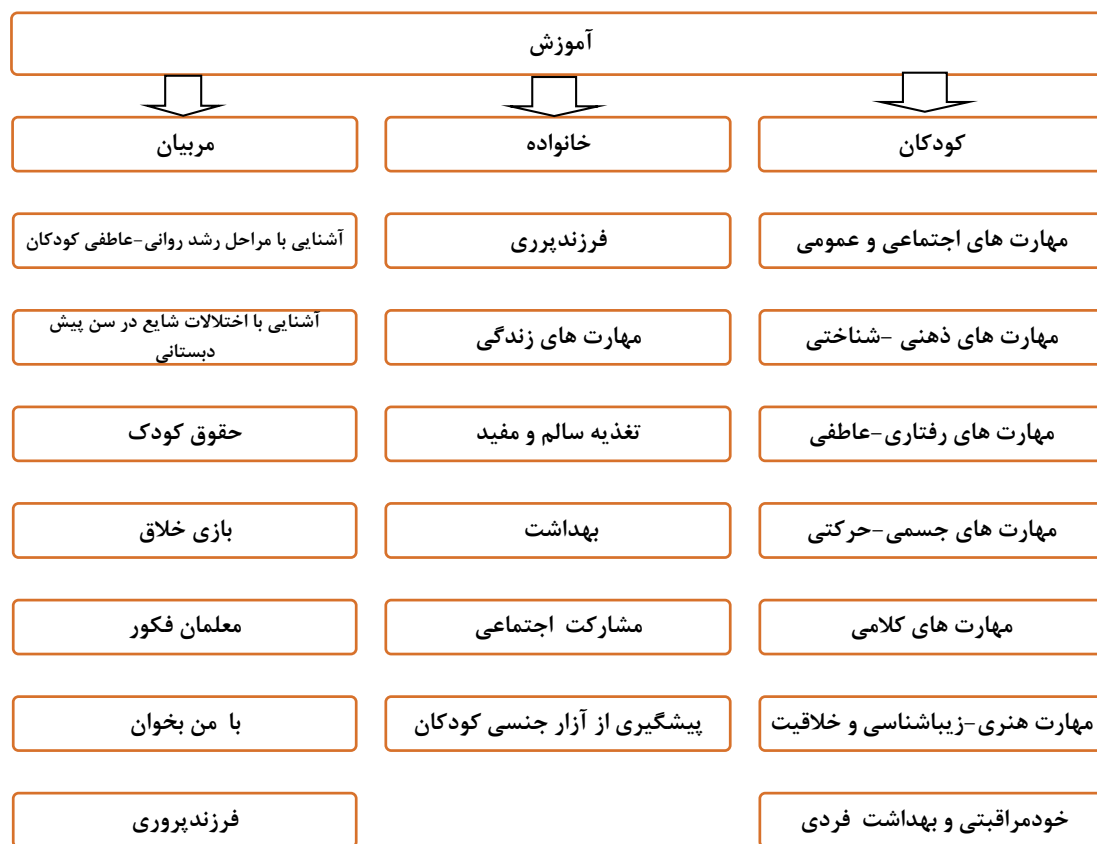 آموزش
کودکان
خانواده
مربیان
مهارت های اجتماعی و عمومی
فرزندپرری
آشنایی با مراحل رشد روانی-عاطفی کودکان
مهارت های ذهنی -شناختی
مهارت های زندگی
آشنایی با اختلالات شایع در سن پیش
دبستانی
مهارت های رفتاری-عاطفی
تغذیه سالم و مفید
حقوق کودک
مهارت های جسمی-حرکتی
بهداشت
بازی خلاق
مهارت های کلامی
مشارکت اجتماعی
معلمان فکور
مهارت هنری-زیباشناسی و خلاقیت
پیشگیری از آزار جنسی کودکان
با من بخوان
خودمراقبتی و بهداشت فردی
فرزندپروری